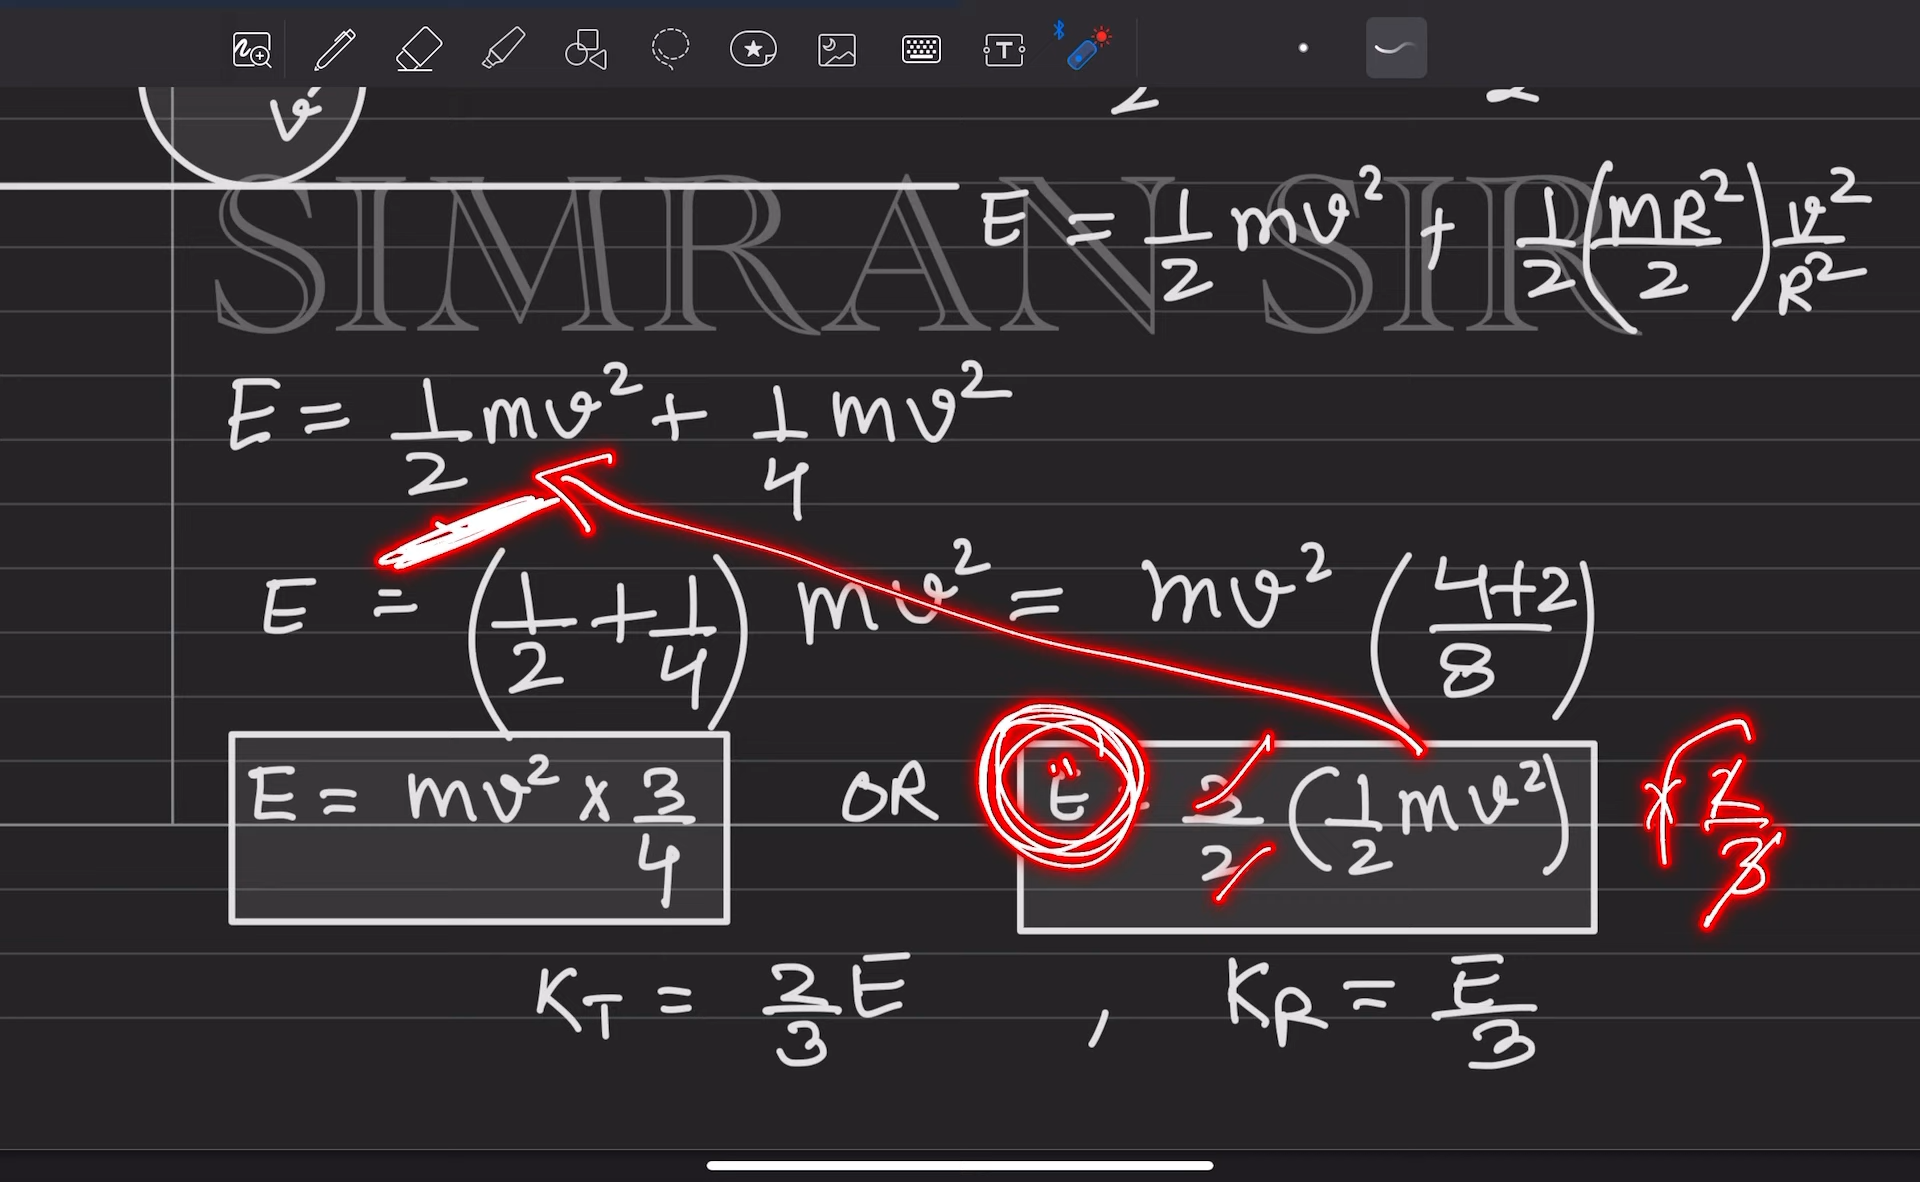 v
2 2
SIMRAN SIR
E = 1/2 mv² + 1/2 (MR²/2) v²/R²
E = 1/2 mv² + 1/4 mv²
E = (1/2 + 1/4) mv² = mv² (4+2/8)
E = mv² x 3/4 OR E = 3/2 (1/2 mv²) x 2/3
K_T = 2/3 E , K_R = E/3